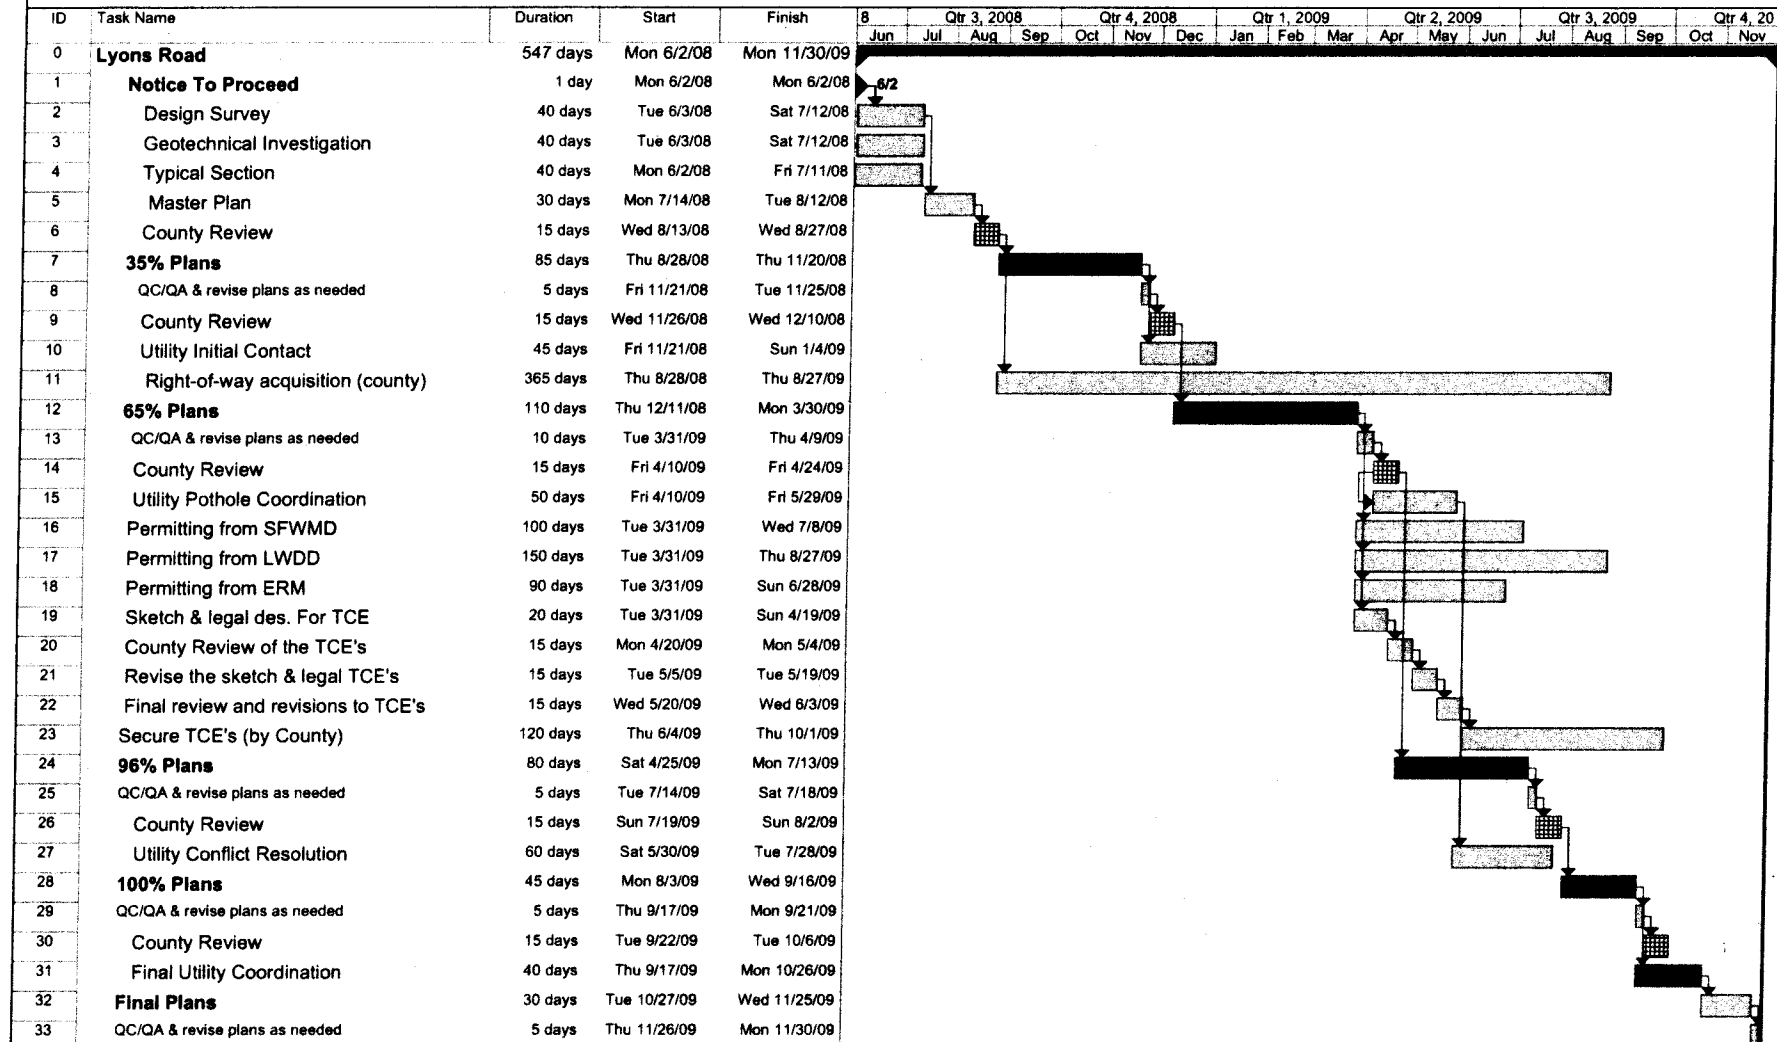 ID Task Name Duration Start Finish 8 Qtr 3, 2008 Qtr 4, 2008 Qtr 1, 2009 Qtr 2, 2009 Qtr 3, 2009 Qtr 4, 20
Jun Jul Aug Sep Oct Nov Dec Jan Feb Mar Apr May Jun Jul Aug Sep Oct Nov
0 Lyons Road 547 days Mon 6/2/08 Mon 11/30/09
1 Notice To Proceed 1 day Mon 6/2/08 Mon 6/2/08 6/2
2 Design Survey 40 days Tue 6/3/08 Sat 7/12/08
3 Geotechnical Investigation 40 days Tue 6/3/08 Sat 7/12/08
4 Typical Section 40 days Mon 6/2/08 Fri 7/11/08
5 Master Plan 30 days Mon 7/14/08 Tue 8/12/08
6 County Review 15 days Wed 8/13/08 Wed 8/27/08
7 35% Plans 85 days Thu 8/28/08 Thu 11/20/08
8 QC/QA & revise plans as needed 5 days Fri 11/21/08 Tue 11/25/08
9 County Review 15 days Wed 11/26/08 Wed 12/10/08
10 Utility Initial Contact 45 days Fri 11/21/08 Sun 1/4/09
11 Right-of-way acquisition (county) 365 days Thu 8/28/08 Thu 8/27/09
12 65% Plans 110 days Thu 12/11/08 Mon 3/30/09
13 QC/QA & revise plans as needed 10 days Tue 3/31/09 Thu 4/9/09
14 County Review 15 days Fri 4/10/09 Fri 4/24/09
15 Utility Pothole Coordination 50 days Fri 4/10/09 Fri 5/29/09
16 Permitting from SFWMD 100 days Tue 3/31/09 Wed 7/8/09
17 Permitting from LWDD 150 days Tue 3/31/09 Thu 8/27/09
18 Permitting from ERM 90 days Tue 3/31/09 Sun 6/28/09
19 Sketch & legal des. For TCE 20 days Tue 3/31/09 Sun 4/19/09
20 County Review of the TCE's 15 days Mon 4/20/09 Mon 5/4/09
21 Revise the sketch & legal TCE's 15 days Tue 5/5/09 Tue 5/19/09
22 Final review and revisions to TCE's 15 days Wed 5/20/09 Wed 6/3/09
23 Secure TCE's (by County) 120 days Thu 6/4/09 Thu 10/1/09
24 96% Plans 80 days Sat 4/25/09 Mon 7/13/09
25 QC/QA & revise plans as needed 5 days Tue 7/14/09 Sat 7/18/09
26 County Review 15 days Sun 7/19/09 Sun 8/2/09
27 Utility Conflict Resolution 60 days Sat 5/30/09 Tue 7/28/09
28 100% Plans 45 days Mon 8/3/09 Wed 9/16/09
29 QC/QA & revise plans as needed 5 days Thu 9/17/09 Mon 9/21/09
30 County Review 15 days Tue 9/22/09 Tue 10/6/09
31 Final Utility Coordination 40 days Thu 9/17/09 Mon 10/26/09
32 Final Plans 30 days Tue 10/27/09 Wed 11/25/09
33 QC/QA & revise plans as needed 5 days Thu 11/26/09 Mon 11/30/09